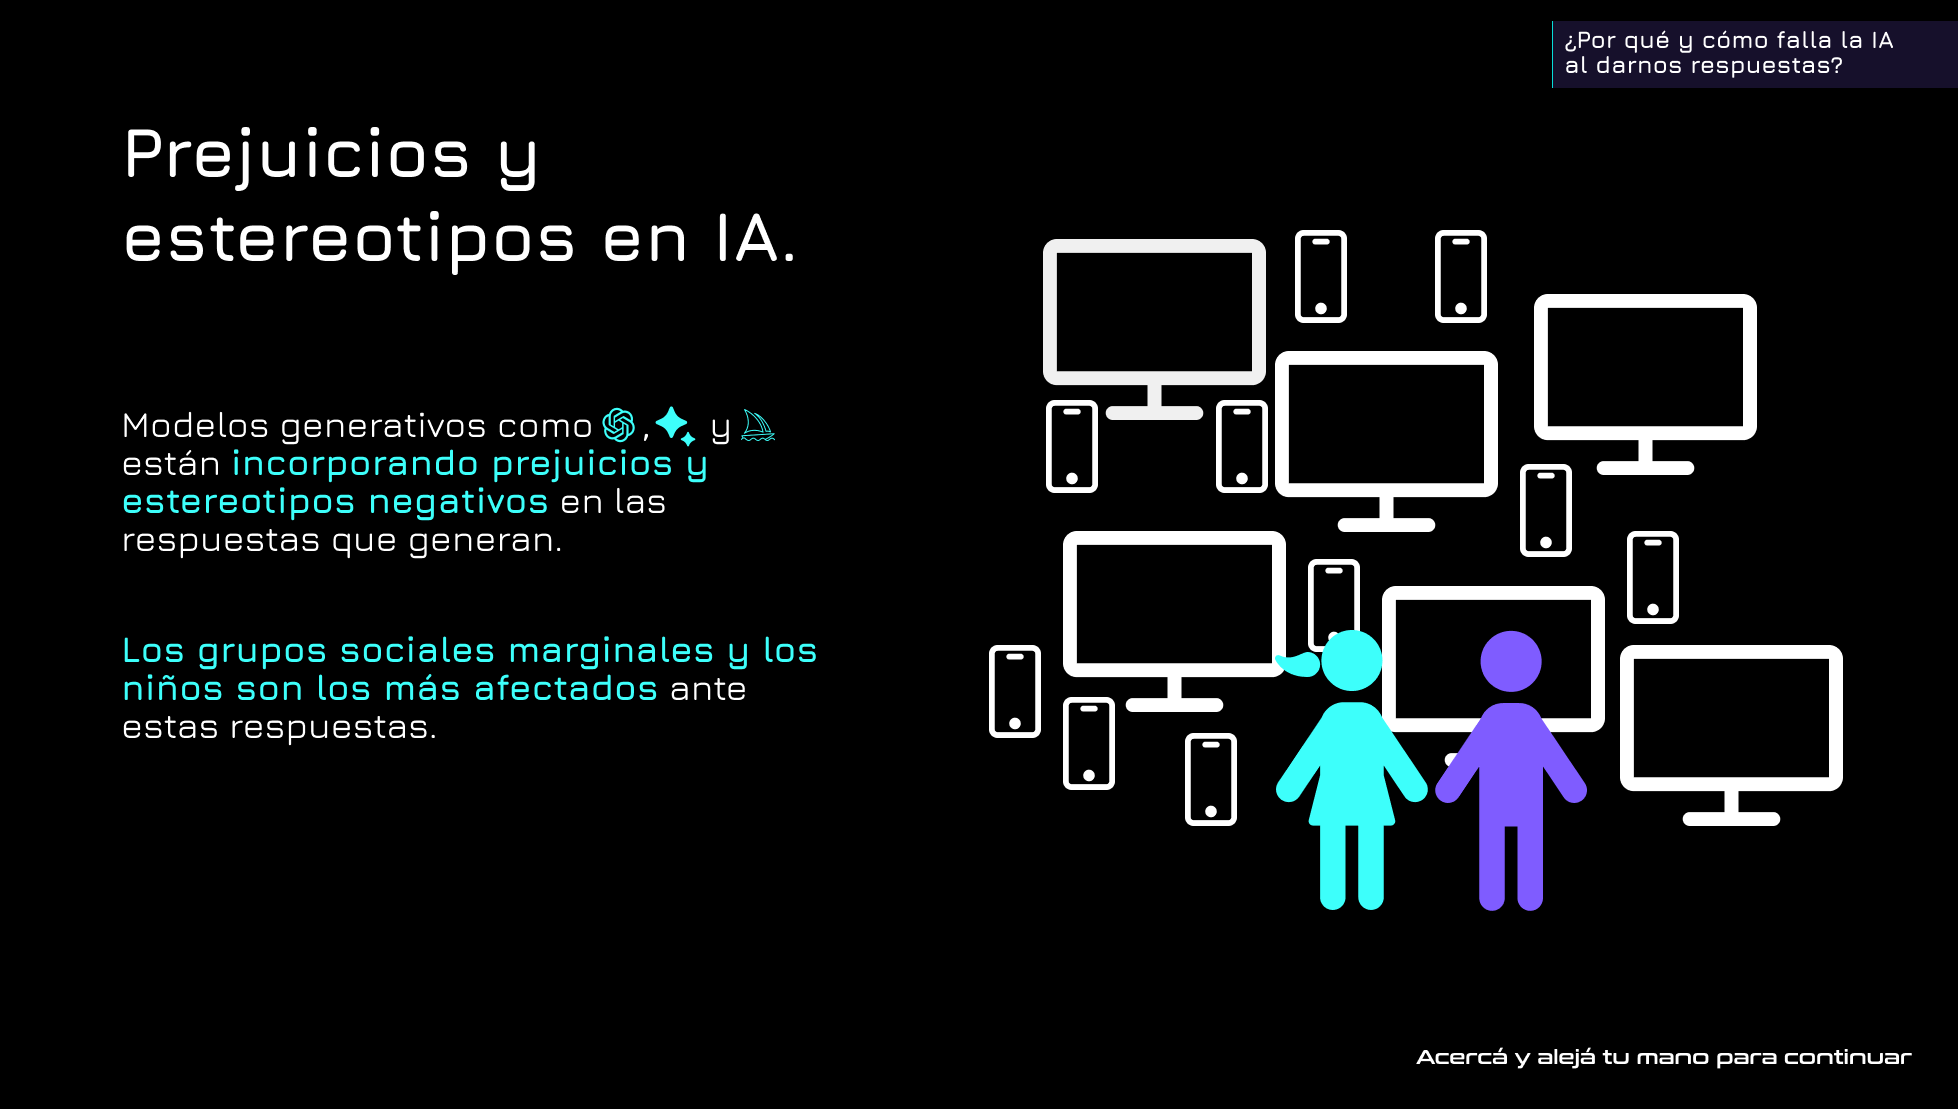 ¿Por qué y cómo falla la IA
al darnos respuestas?
Prejuicios y
estereotipos en IA.
Modelos generativos como , y
están incorporando prejuicios y
estereotipos negativos en las
respuestas que generan.
Los grupos sociales marginales y los
niños son los más afectados ante
estas respuestas.
Acercá y alejá tu mano para continuar